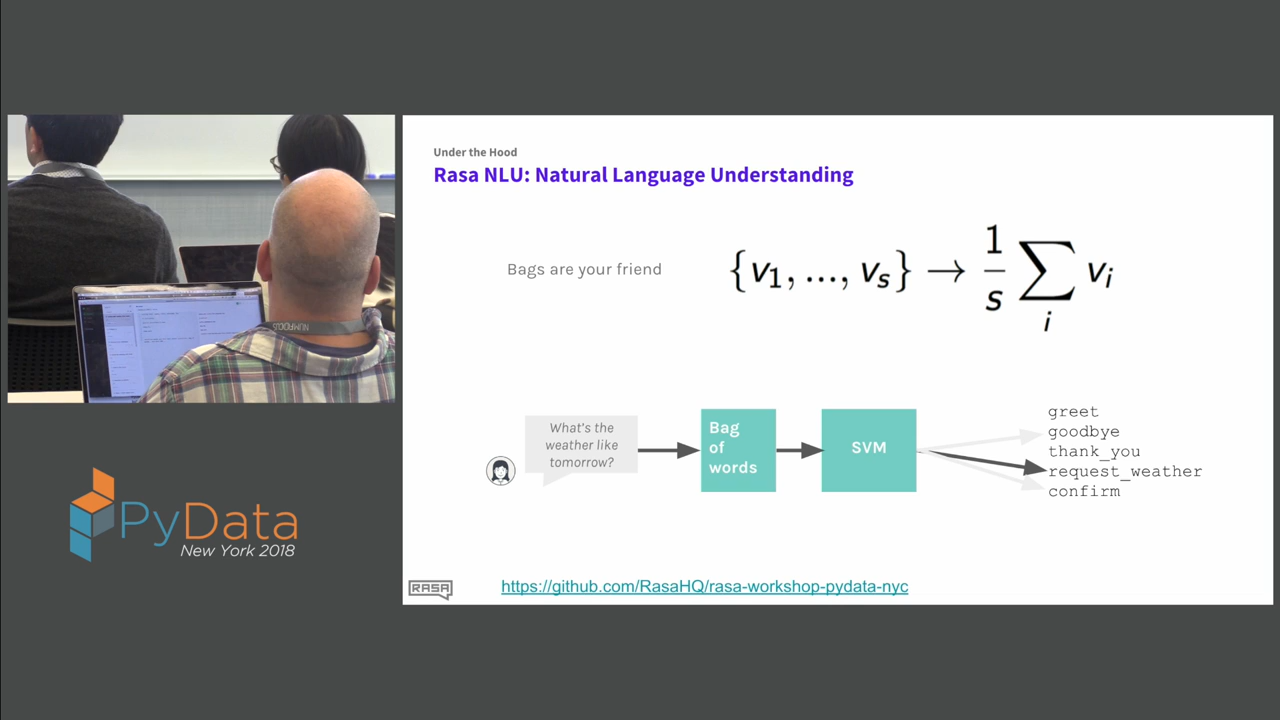 Under the Hood
Rasa NLU: Natural Language Understanding
Bags are your friend
{v₁, ..., vₛ} → 1/s ∑ᵢ vᵢ
What's the
weather like
tomorrow?
Bag
of
words
SVM
greet
goodbye
thank_you
request_weather
confirm
RASA
https://github.com/RasaHQ/rasa-workshop-pydata-nyc
NUMFOCUS
PyData
New York 2018